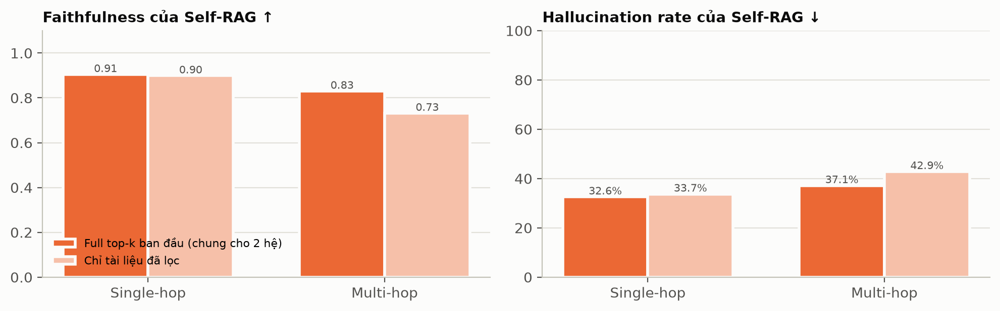 Faithfulness của Self-RAG ↑
1.0
0.8
0.6
0.4
0.2
0.0
0.91
0.90
0.83
0.73
Full top-k ban đầu (chung cho 2 hệ)
Chỉ tài liệu đã lọc
Single-hop
Multi-hop
Hallucination rate của Self-RAG ↓
100
80
60
40
20
0
32.6%
33.7%
37.1%
42.9%
Single-hop
Multi-hop